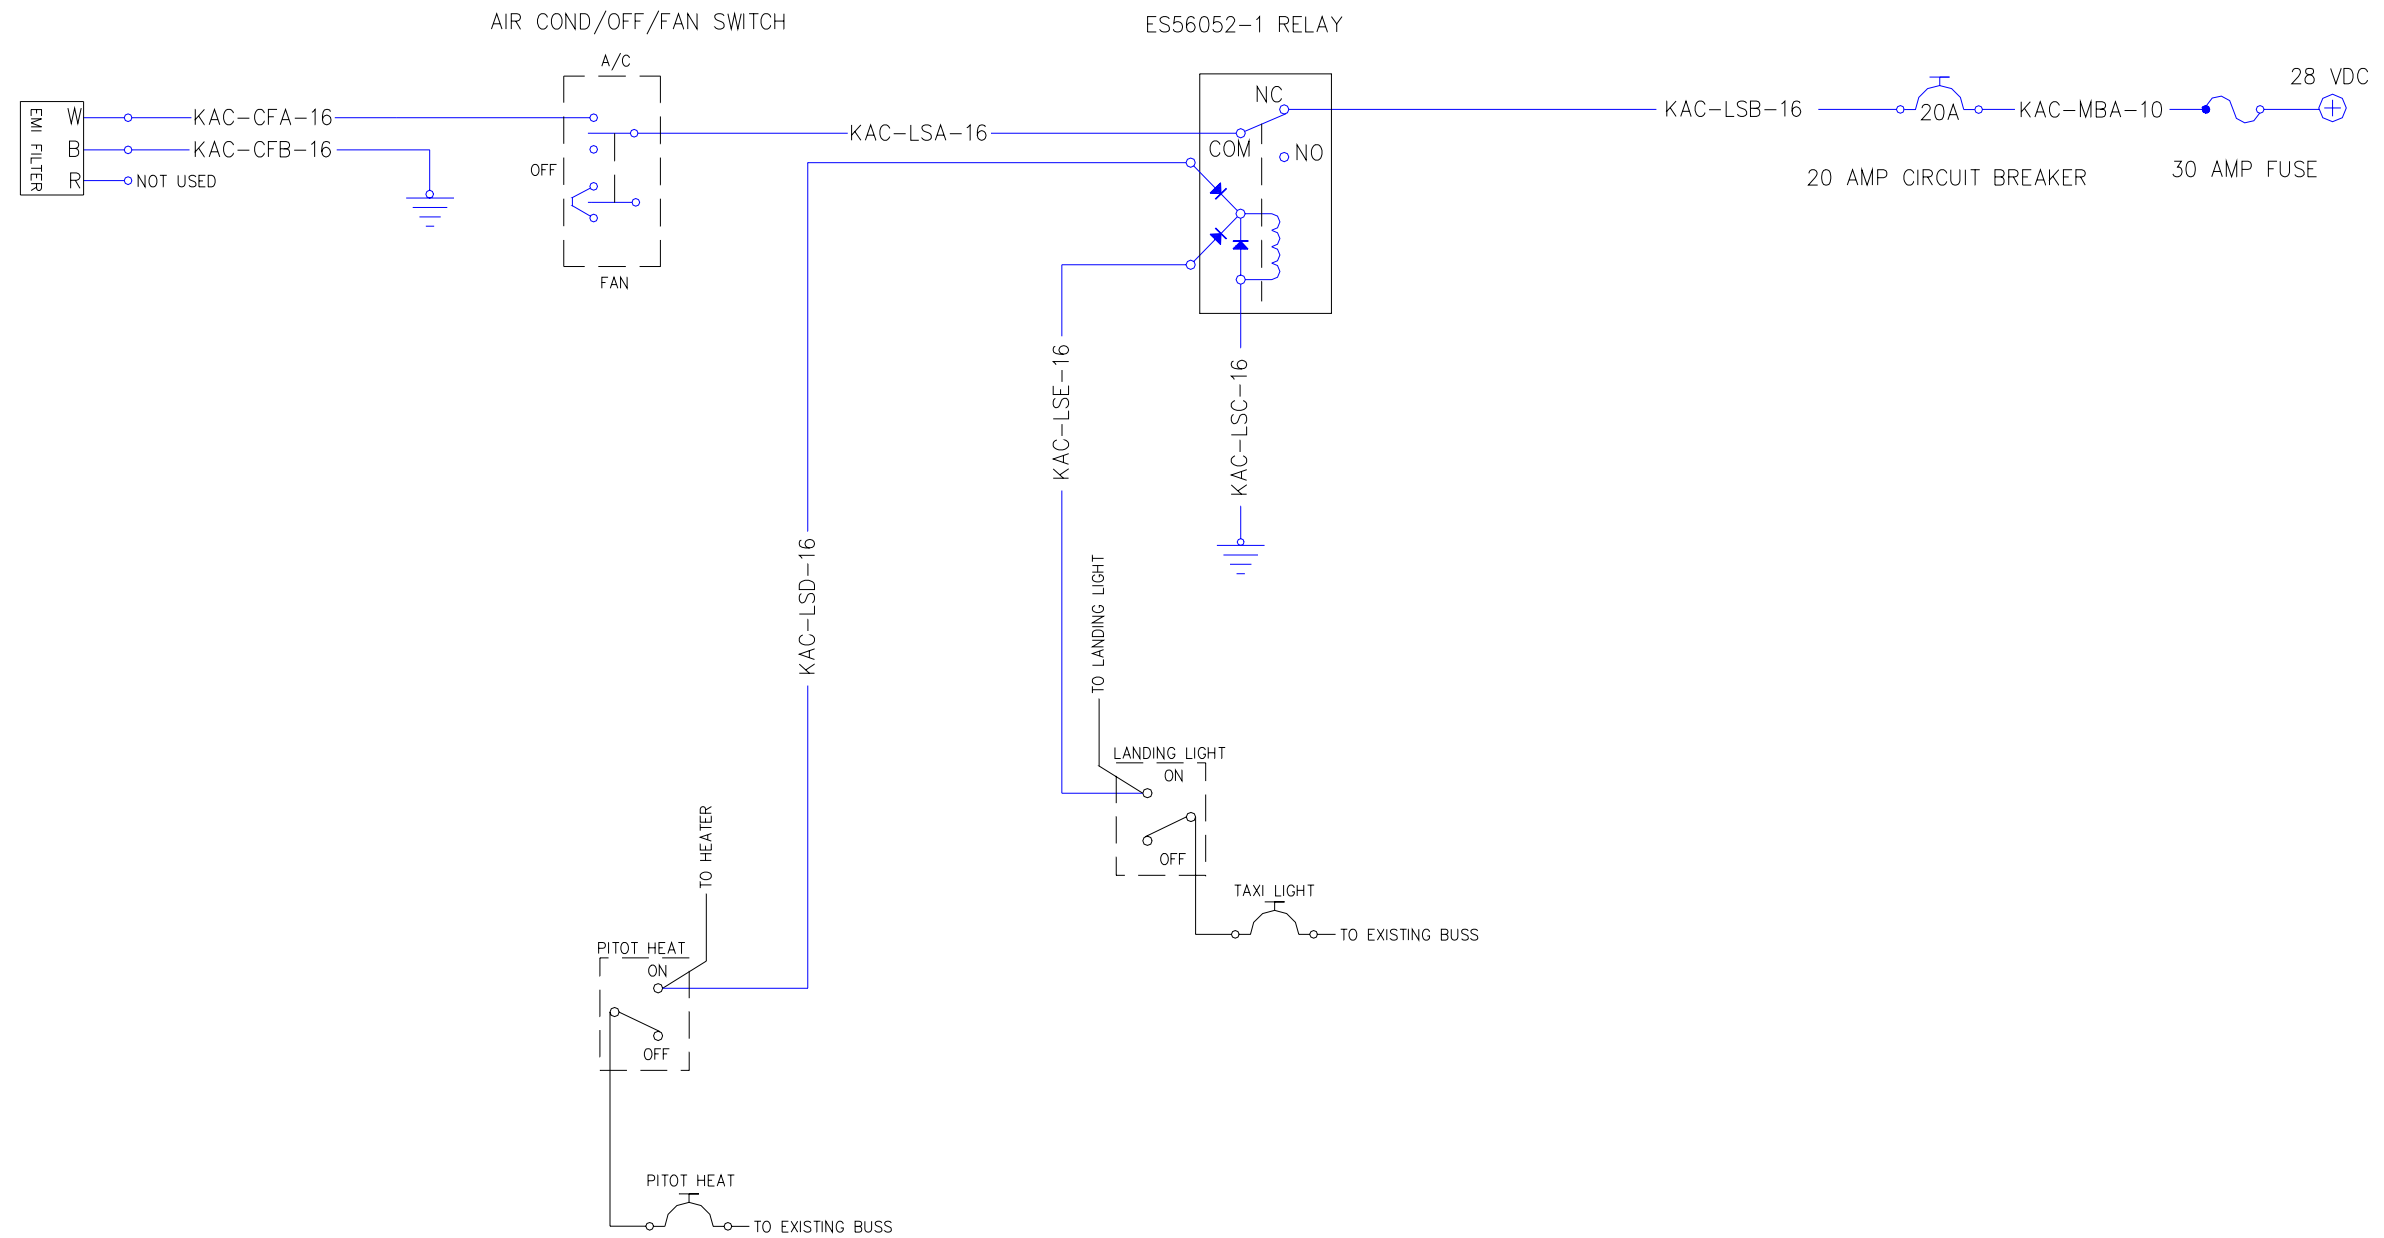 AIR COND/OFF/FAN SWITCH
ES56052-1 RELAY
A/C
28 VDC
EMI FILTER
W
B
R
KAC-CFA-16
KAC-CFB-16
NOT USED
OFF
FAN
KAC-LSA-16
NC
COM
NO
KAC-LSB-16
20A
KAC-MBA-10
20 AMP CIRCUIT BREAKER
30 AMP FUSE
KAC-LSE-16
KAC-LSC-16
KAC-LSD-16
TO LANDING LIGHT
LANDING LIGHT
ON
OFF
TAXI LIGHT
TO EXISTING BUSS
TO HEATER
PITOT HEAT
ON
OFF
PITOT HEAT
TO EXISTING BUSS